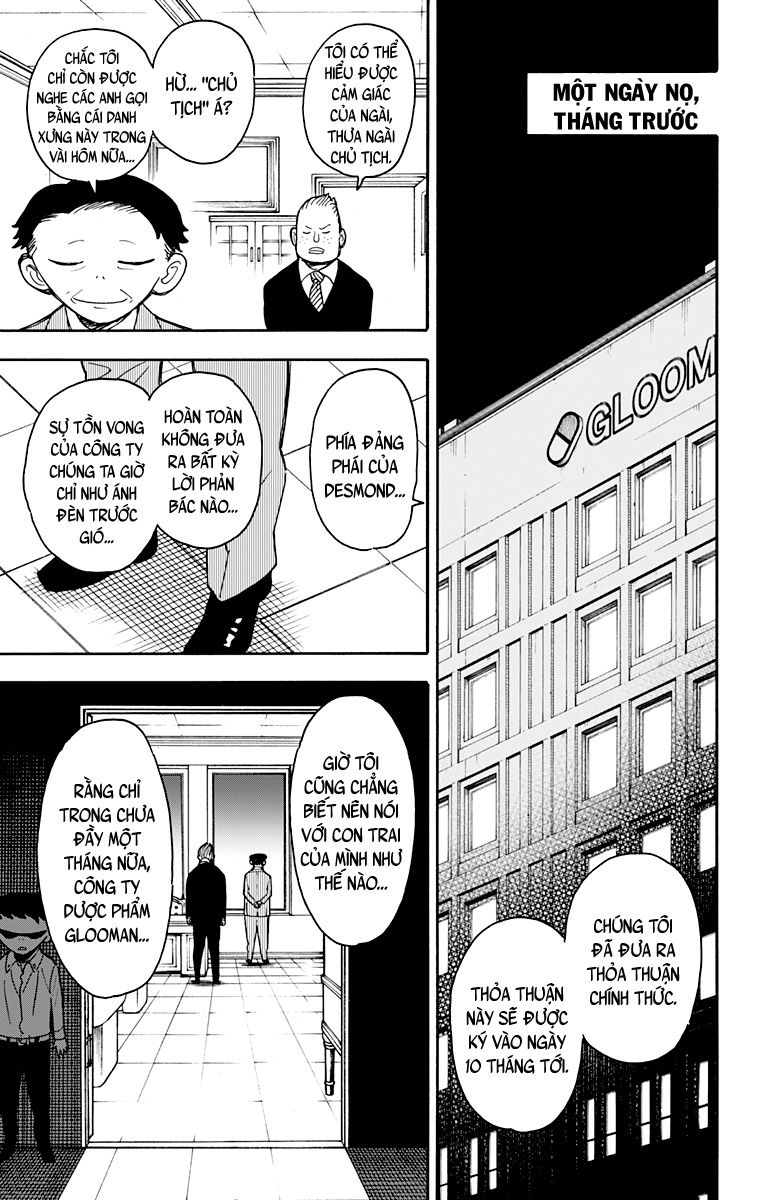 MỘT NGÀY NỌ,
THÁNG TRƯỚC
GLOOM
CHÚNG TÔI
ĐÃ ĐƯA RA
THỎA THUẬN
CHÍNH THỨC.
THỎA THUẬN
NÀY SẼ ĐƯỢC
KÝ VÀO NGÀY
10 THÁNG TỚI.
TÔI CÓ THỂ
HIỂU ĐƯỢC
CẢM GIÁC
CỦA NGÀI,
THƯA NGÀI
CHỦ TỊCH.
HỪ... "CHỦ
TỊCH" Á?
CHẮC TÔI
CHỈ CÒN ĐƯỢC
NGHE CÁC ANH GỌI
BẰNG CÁI DANH
XƯNG NÀY TRONG
VÀI HÔM NỮA...
PHÍA ĐẢNG
PHÁI CỦA
DESMOND...
HOÀN TOÀN
KHÔNG ĐƯA
RA BẤT KỲ
LỜI PHẢN
BÁC NÀO...
SỰ TỒN VONG
CỦA CÔNG TY
CHÚNG TA GIỜ
CHỈ NHƯ ÁNH
ĐÈN TRƯỚC
GIÓ...
GIỜ TÔI
CŨNG CHẲNG
BIẾT NÊN NÓI
VỚI CON TRAI
CỦA MÌNH NHƯ
THẾ NÀO...
RẰNG CHỈ
TRONG CHƯA
ĐẦY MỘT
THÁNG NỮA,
CÔNG TY
DƯỢC PHẨM
GLOOMAN...